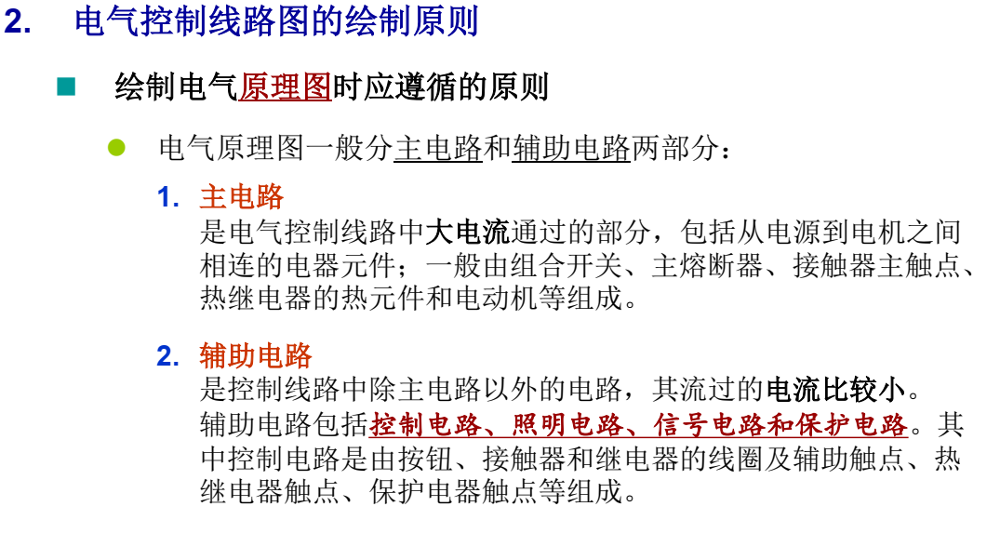 2. 电气控制线路图的绘制原则
绘制电气原理图时应遵循的原则
电气原理图一般分主电路和辅助电路两部分：
1. 主电路
是电气控制线路中大电流通过的部分，包括从电源到电机之间
相连的电器元件；一般由组合开关、主熔断器、接触器主触点、
热继电器的热元件和电动机等组成。
2. 辅助电路
是控制线路中除主电路以外的电路，其流过的电流比较小。
辅助电路包括控制电路、照明电路、信号电路和保护电路。其
中控制电路是由按钮、接触器和继电器的线圈及辅助触点、热
继电器触点、保护电器触点等组成。